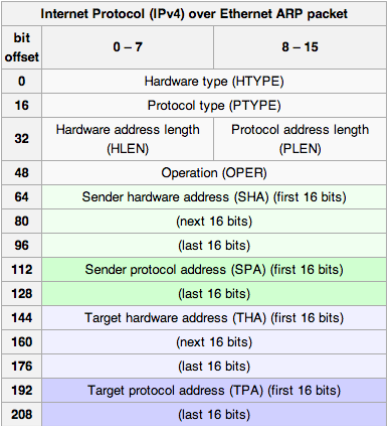 Internet Protocol (IPv4) over Ethernet ARP packet
bit offset 0 – 7 8 – 15
0 Hardware type (HTYPE)
16 Protocol type (PTYPE)
32 Hardware address length (HLEN) Protocol address length (PLEN)
48 Operation (OPER)
64 Sender hardware address (SHA) (first 16 bits)
80 (next 16 bits)
96 (last 16 bits)
112 Sender protocol address (SPA) (first 16 bits)
128 (last 16 bits)
144 Target hardware address (THA) (first 16 bits)
160 (next 16 bits)
176 (last 16 bits)
192 Target protocol address (TPA) (first 16 bits)
208 (last 16 bits)